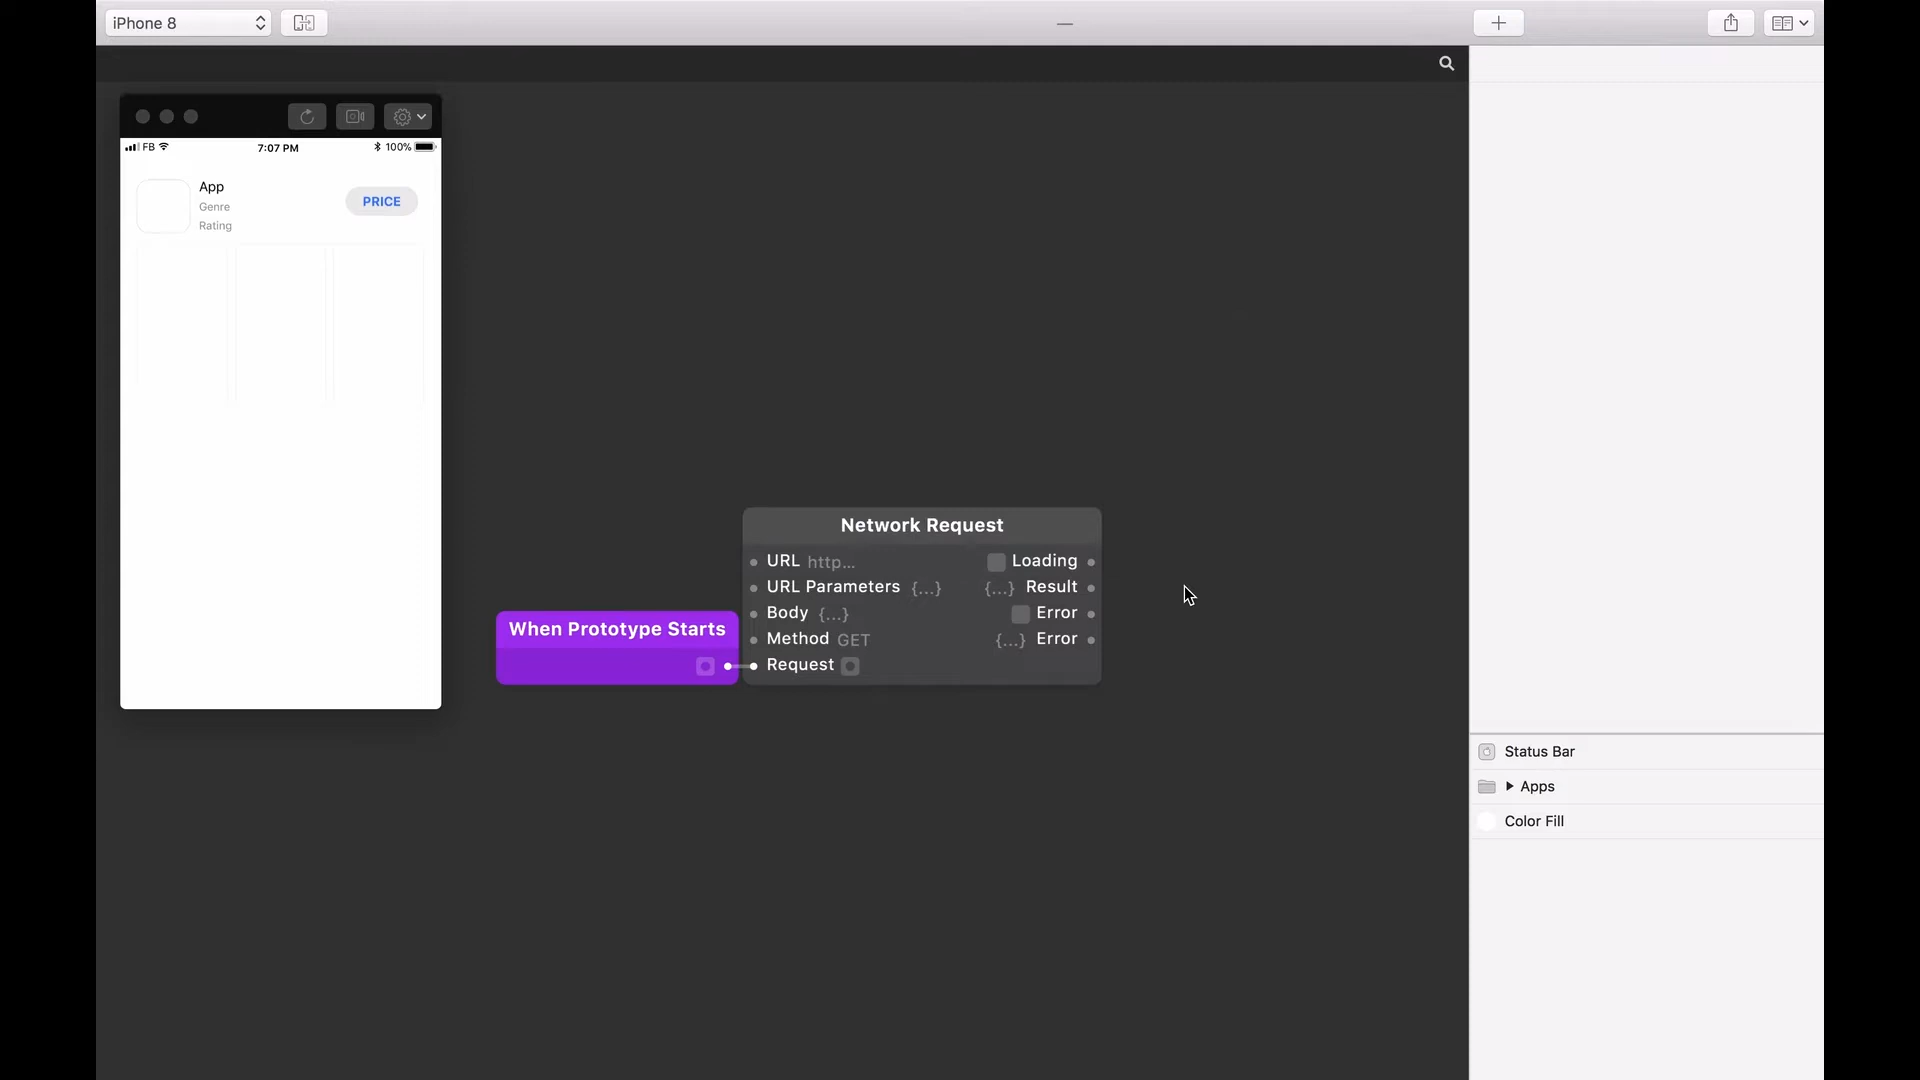 iPhone 8
FB
7:07 PM
100%
App
Genre
Rating
PRICE
When Prototype Starts
Network Request
URL http...
URL Parameters {...}
Body {...}
Method GET
Request
Loading
{...} Result
Error
{...} Error
Status Bar
Apps
Color Fill